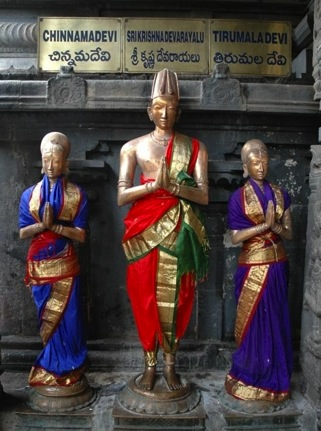 CHINNAMADEVI
చిన్నమదేవి
SRIKRISHNADEVARAYALU
శ్రీ కృష్ణ దేవరాయలు
TIRUMALADEVI
తిరుమల దేవి